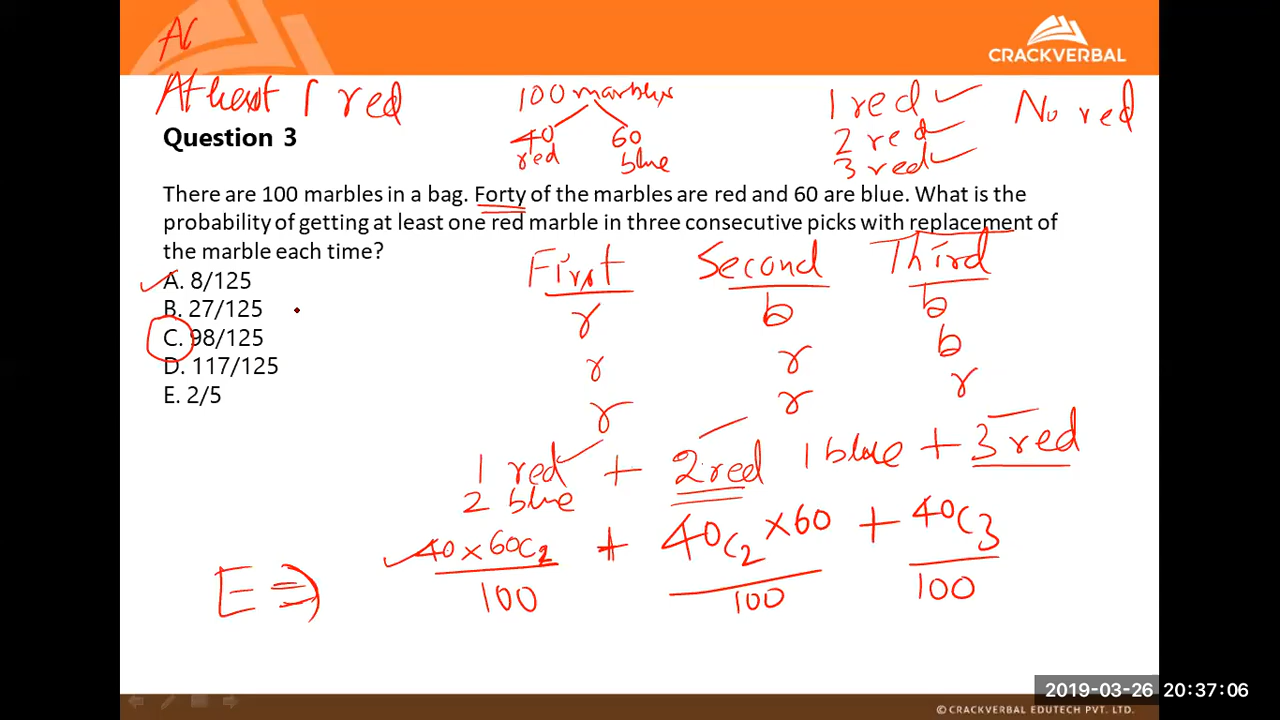 At
CRACKVERBAL
At least 1 red
100 marbles
1 red
No red
40
60
2 red
red
blue
3 red
Question 3
There are 100 marbles in a bag. Forty of the marbles are red and 60 are blue. What is the
probability of getting at least one red marble in three consecutive picks with replacement of
the marble each time?
First Second Third
A. 8/125
B. 27/125
r b b
C. 98/125
r r b
D. 117/125
E. 2/5
r r r
1 red + 2 red 1 blue + 3 red
2 blue
40 x 60C2 + 40C2 x 60 + 40C3
E ⇒
100 100 100
2019-03-26 20:37:06
© CRACKVERBAL EDUTECH PVT. LTD.